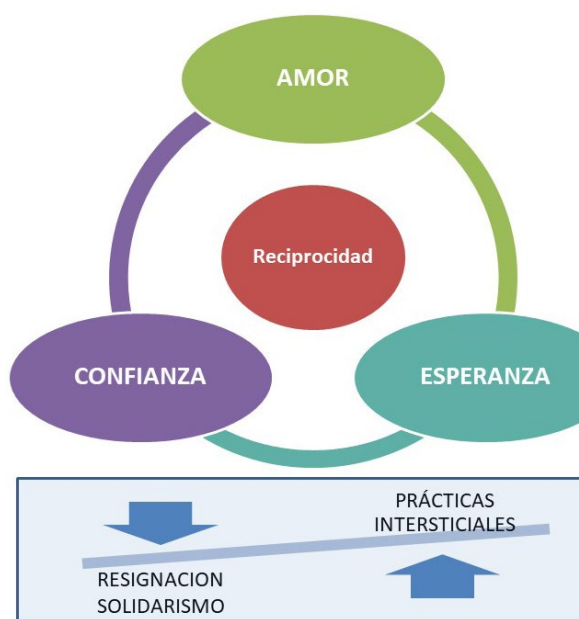 AMOR
Reciprocidad
CONFIANZA
ESPERANZA
PRÁCTICAS
INTERSTICIALES
RESIGNACION
SOLIDARISMO